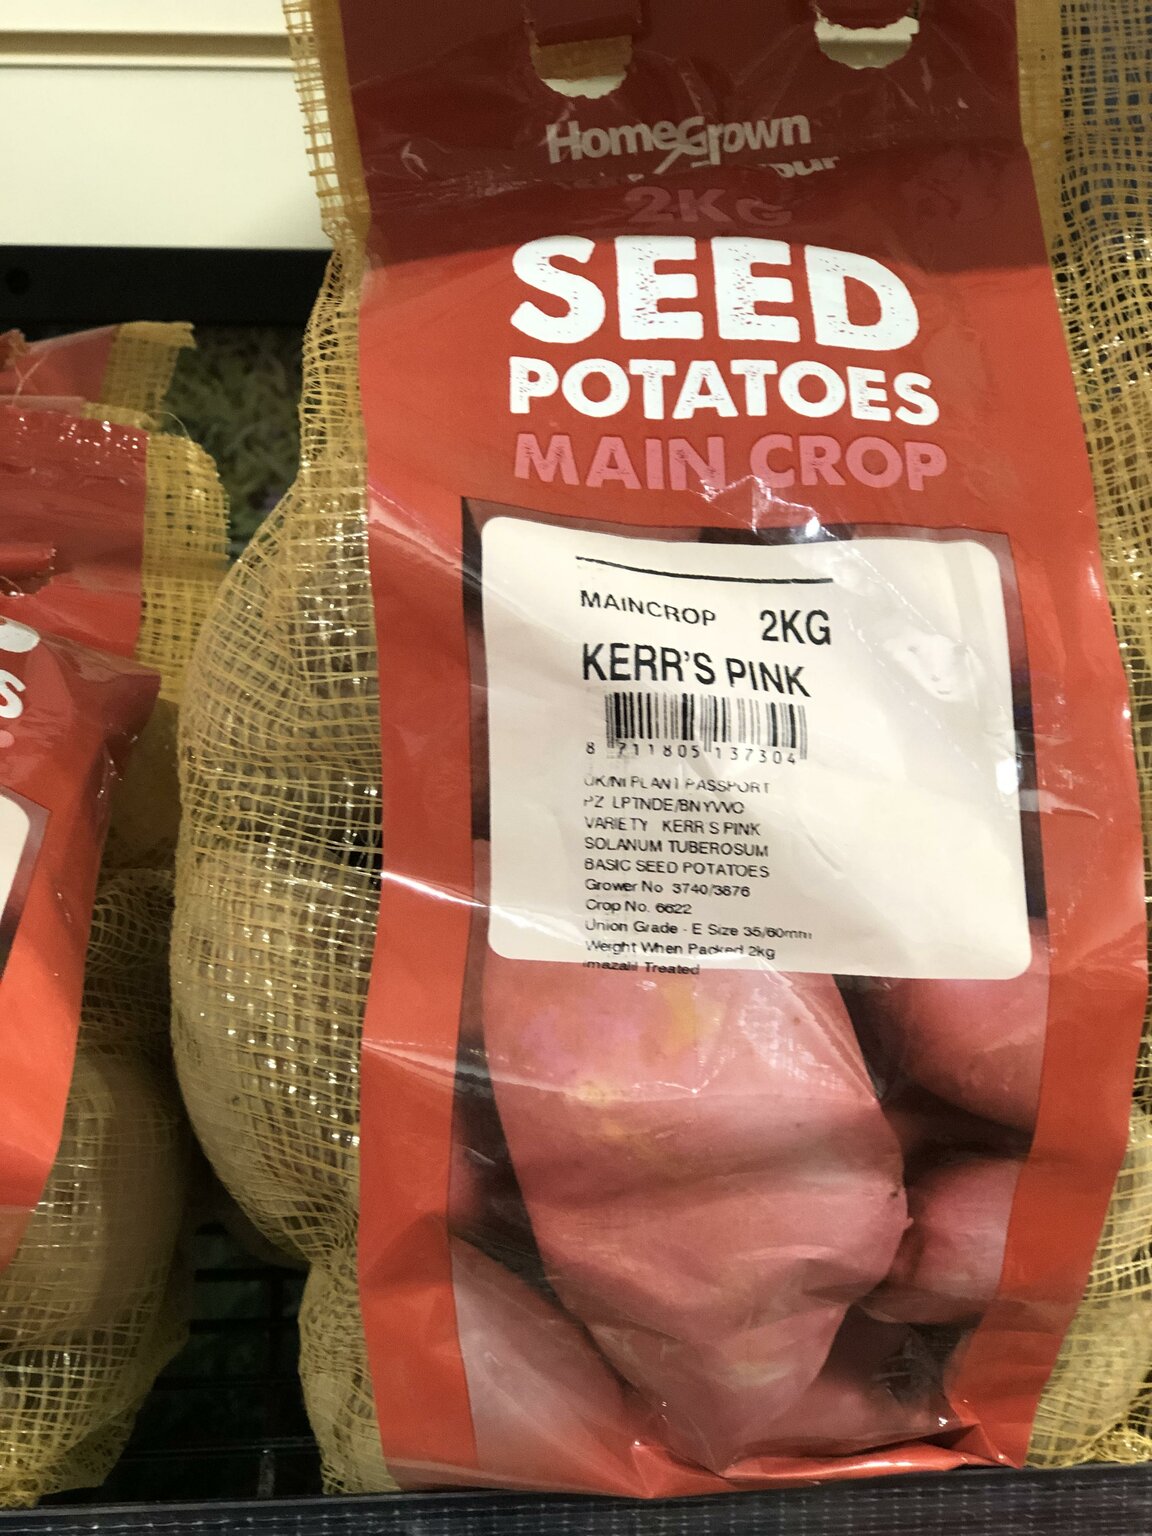 HomeGrown
2KG
SEED
POTATOES
MAIN CROP
MAINCROP 2KG
KERR'S PINK
8 711805 137304
UK/NI PLANT PASSPORT
PZ LPTNDE/BNYVVO
VARIETY KERR'S PINK
SOLANUM TUBEROSUM
BASIC SEED POTATOES
Grower No 3740/3876
Crop No. 6622
Union Grade - E Size 35/60mm
Weight When Packed 2kg
Imazalil Treated